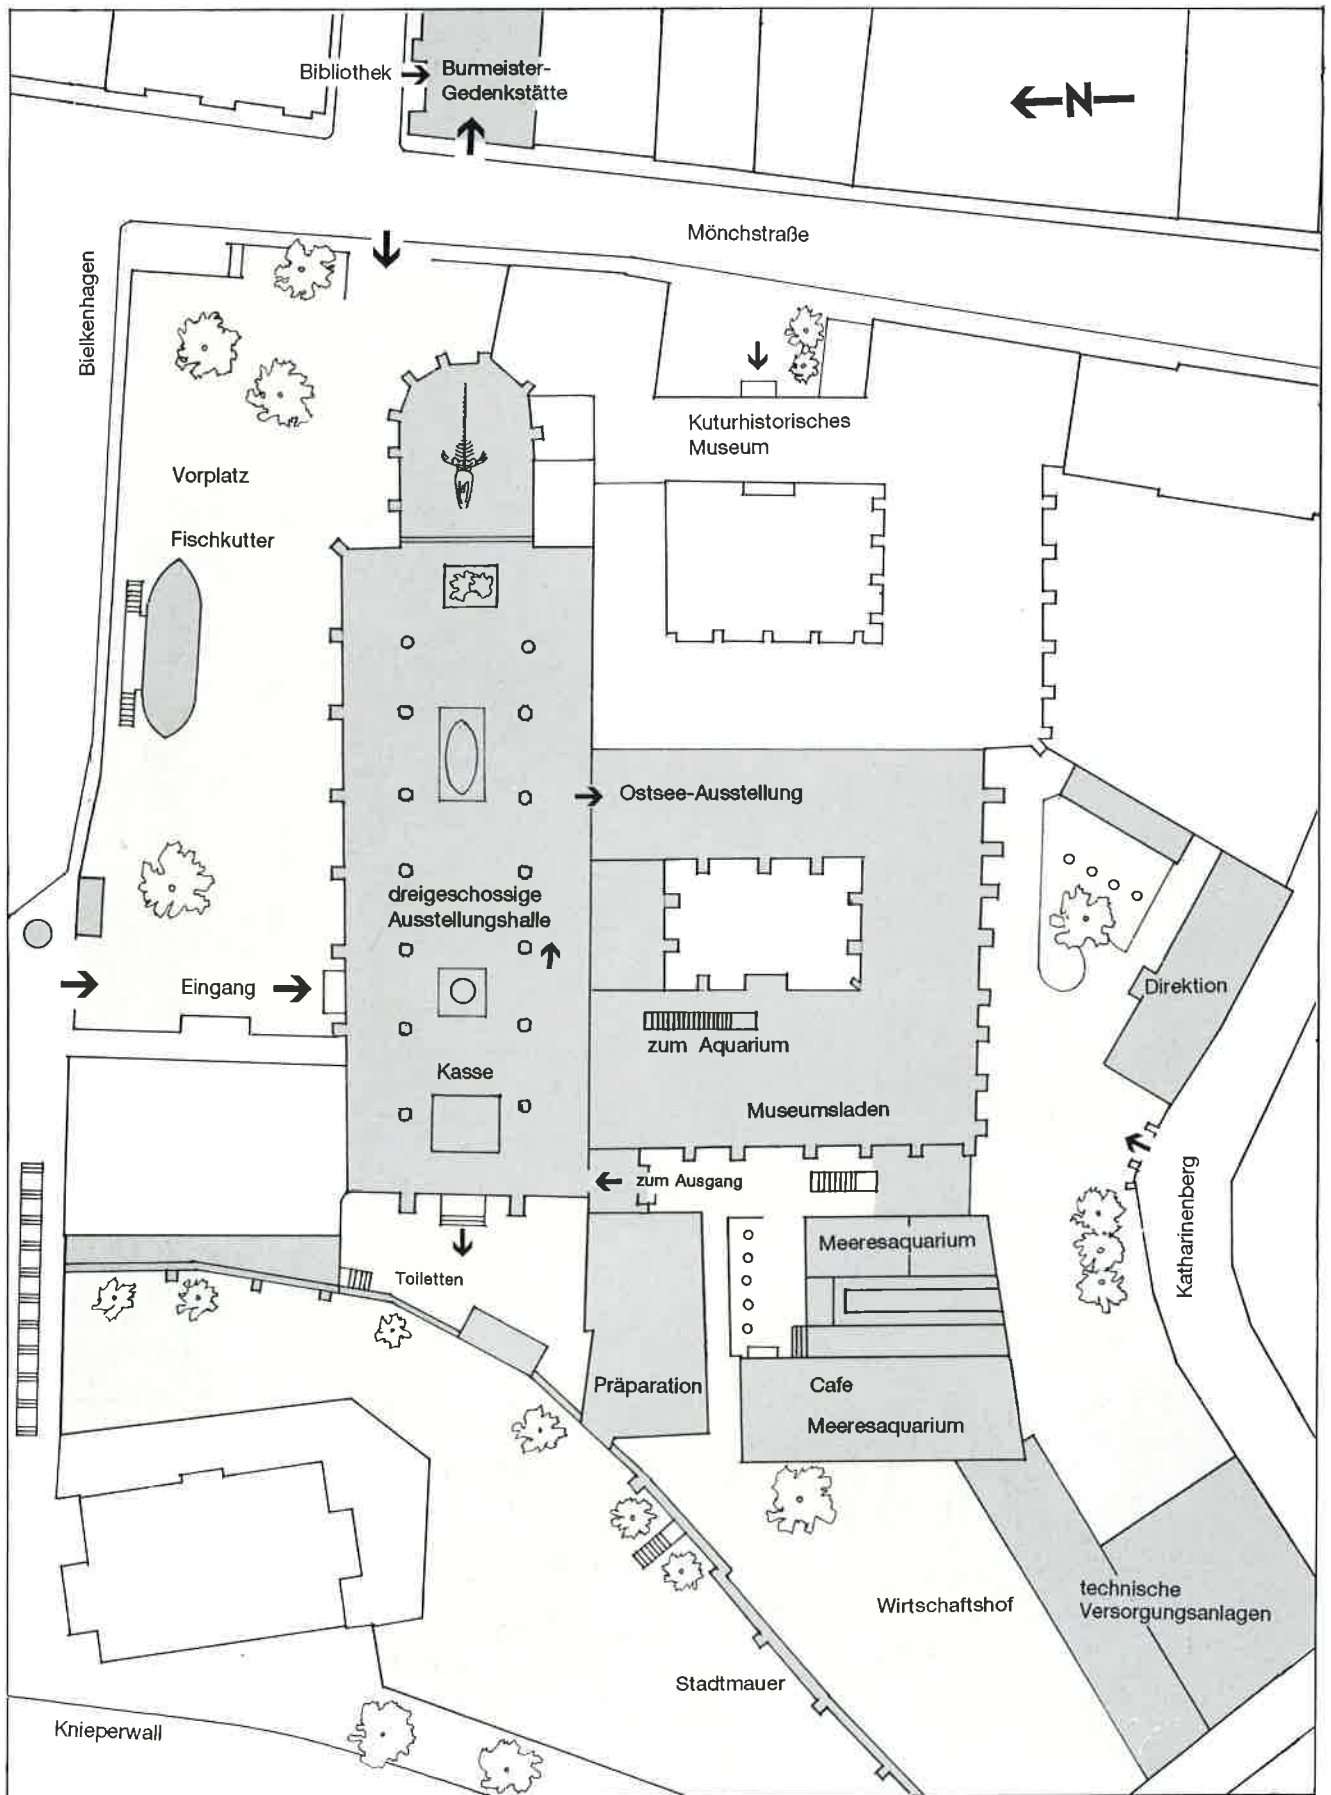 Bibliothek
Burmeister-
Gedenkstätte
N
Mönchstraße
Bielkenhagen
Kuturhistorisches
Museum
Vorplatz
Fischkutter
Ostsee-Ausstellung
dreigeschossige
Ausstellungshalle
Eingang
Direktion
zum Aquarium
Kasse
Museumsladen
zum Ausgang
Katharinenberg
Meeresaquarium
Toiletten
Präparation
Cafe
Meeresaquarium
technische
Versorgungsanlagen
Wirtschaftshof
Stadtmauer
Knieperwall